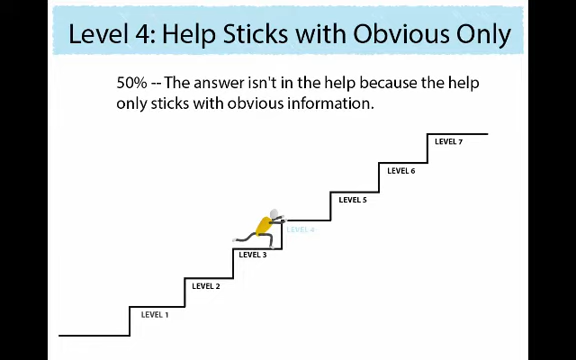 Level 4: Help Sticks with Obvious Only
50% -- The answer isn't in the help because the help
only sticks with obvious information.
LEVEL 7
LEVEL 6
LEVEL 5
LEVEL 4
LEVEL 3
LEVEL 2
LEVEL 1